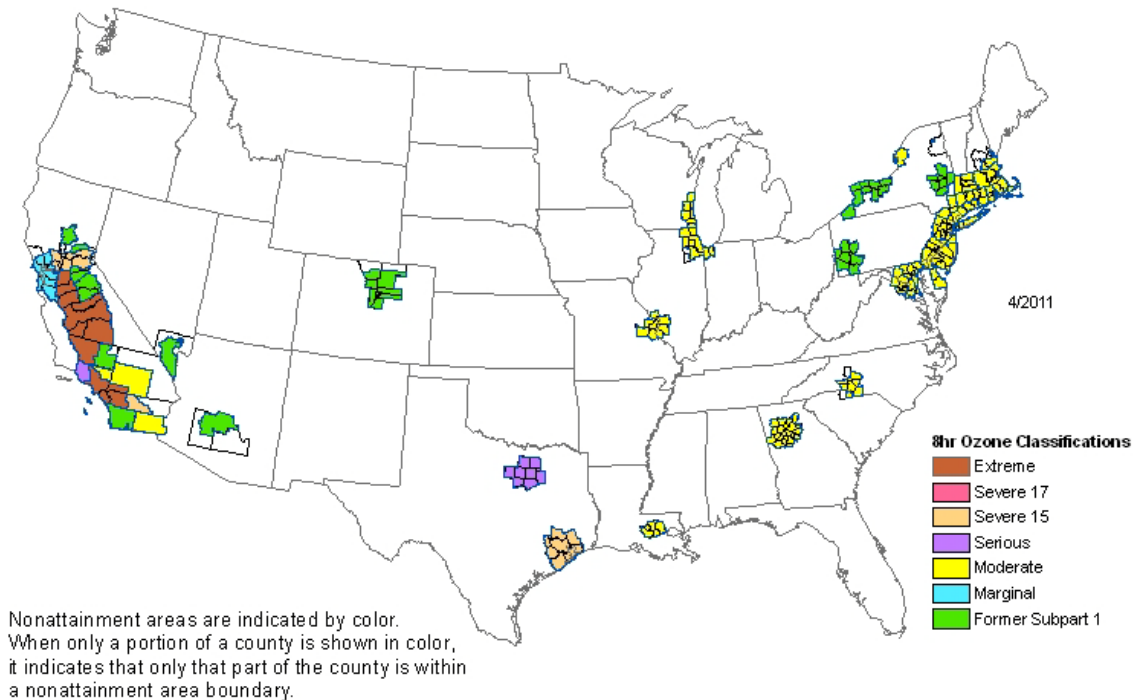 4/2011
8hr Ozone Classifications
Extreme
Severe 17
Severe 15
Serious
Moderate
Marginal
Former Subpart 1
Nonattainment areas are indicated by color.
When only a portion of a county is shown in color,
it indicates that only that part of the county is within
a nonattainment area boundary.